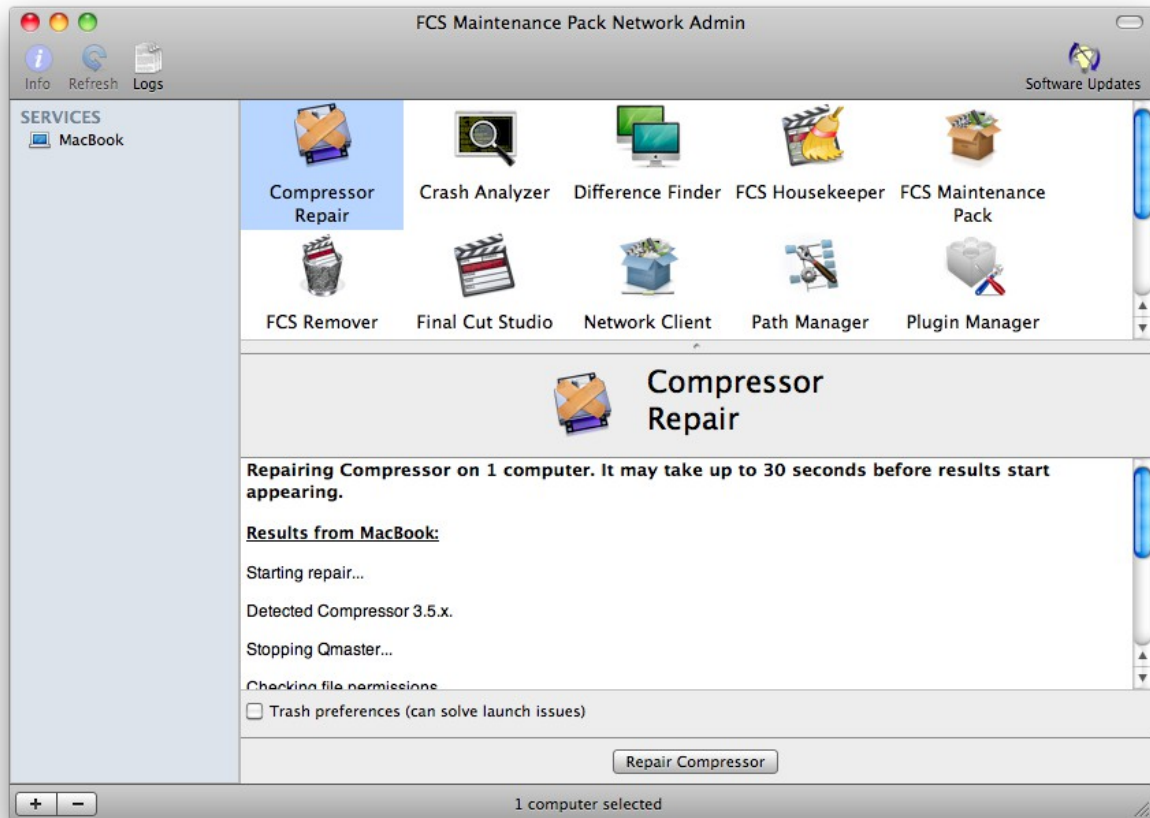 FCS Maintenance Pack Network Admin
Info Refresh Logs
Software Updates
SERVICES
MacBook
Compressor
Repair
Crash Analyzer
Difference Finder
FCS Housekeeper
FCS Maintenance
Pack
FCS Remover
Final Cut Studio
Network Client
Path Manager
Plugin Manager
Compressor
Repair
Repairing Compressor on 1 computer. It may take up to 30 seconds before results start
appearing.
Results from MacBook:
Starting repair...
Detected Compressor 3.5.x.
Stopping Qmaster...
Checking file permissions
Trash preferences (can solve launch issues)
Repair Compressor
1 computer selected